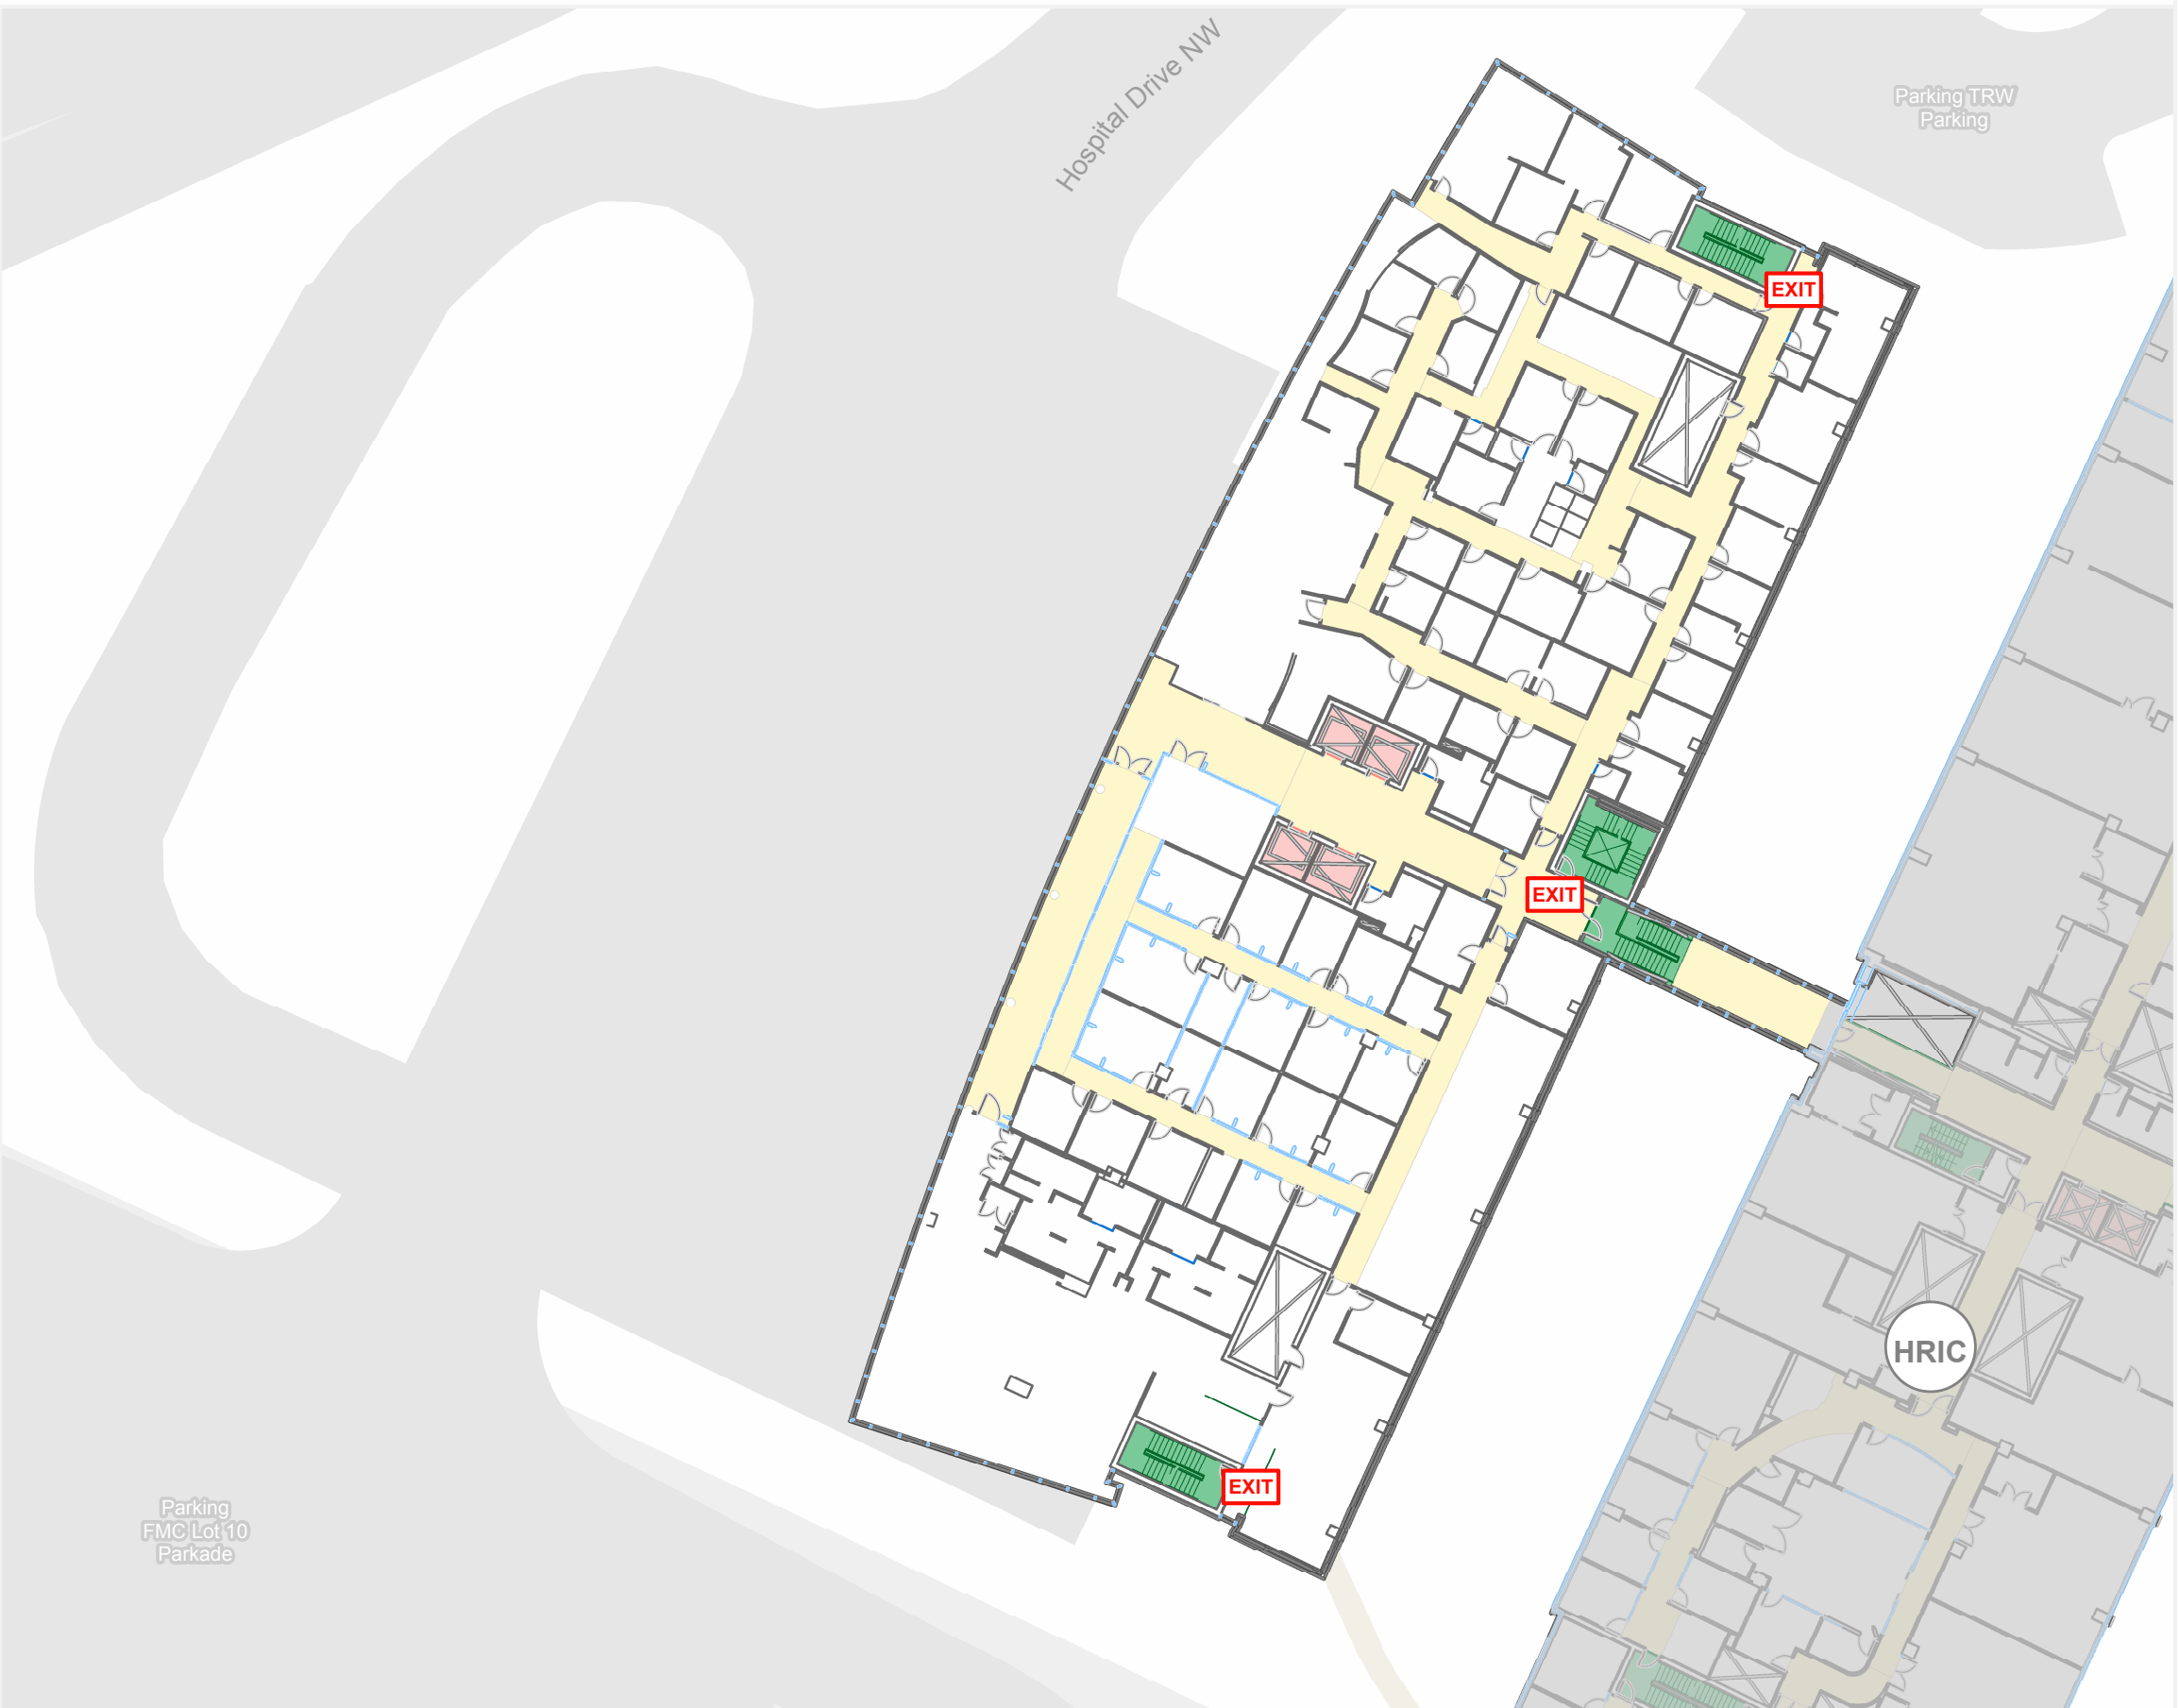 Hospital Drive NW
Parking TRW
Parking
EXIT
EXIT
HRIC
EXIT
Parking
FMC Lot 10
Parkade